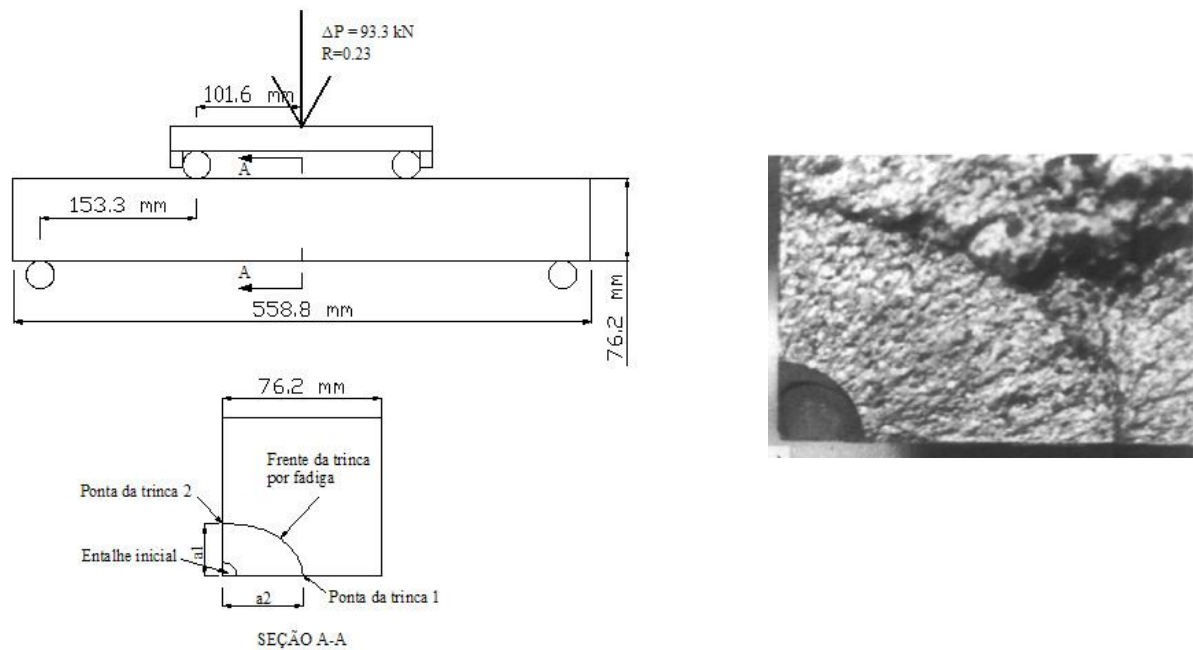 ΔP = 93.3 kN
R=0.23
101.6 mm
A
153.3 mm
A
558.8 mm
76.2 mm
76.2 mm
Frente da trinca
por fadiga
Ponta da trinca 2
Entalhe inicial
a1
a2
Ponta da trinca 1
SEÇÃO A-A